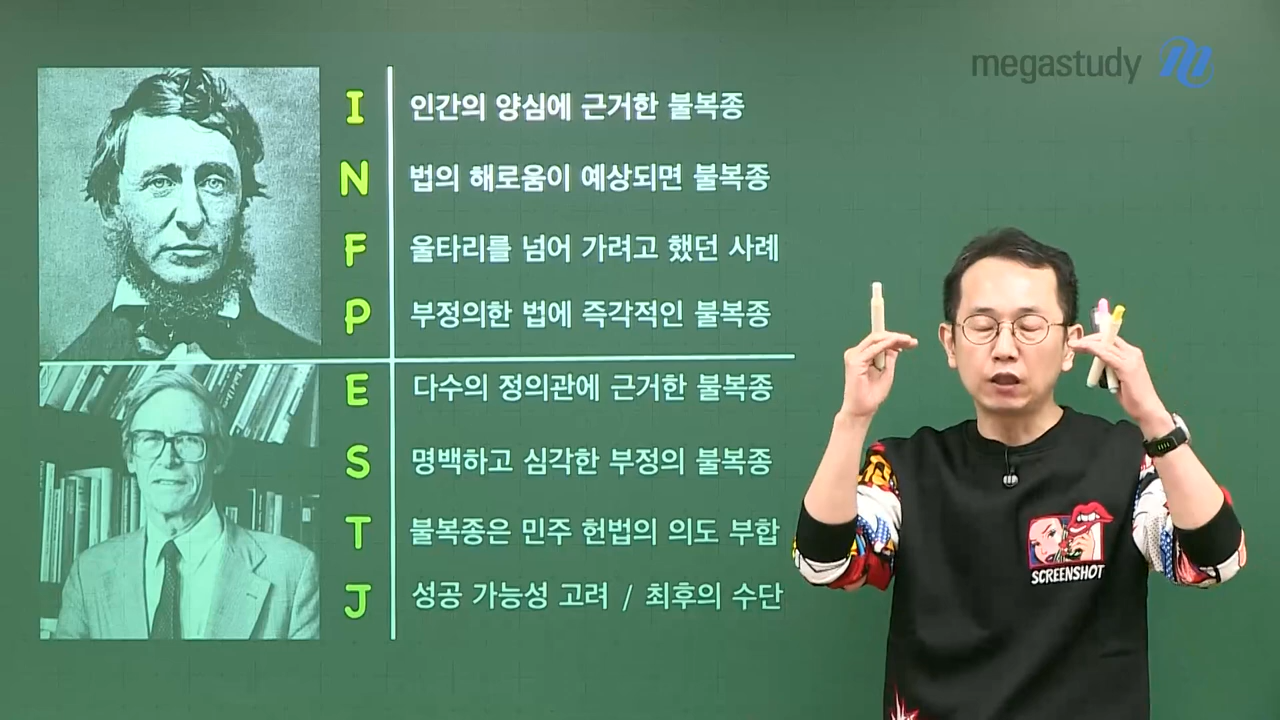 megastudy
I 인간의 양심에 근거한 불복종
N 법의 해로움이 예상되면 불복종
F 울타리를 넘어 가려고 했던 사례
P 부정의한 법에 즉각적인 불복종
E 다수의 정의관에 근거한 불복종
S 명백하고 심각한 부정의 불복종
T 불복종은 민주 헌법의 의도 부합
J 성공 가능성 고려 / 최후의 수단
SCREENSHOT